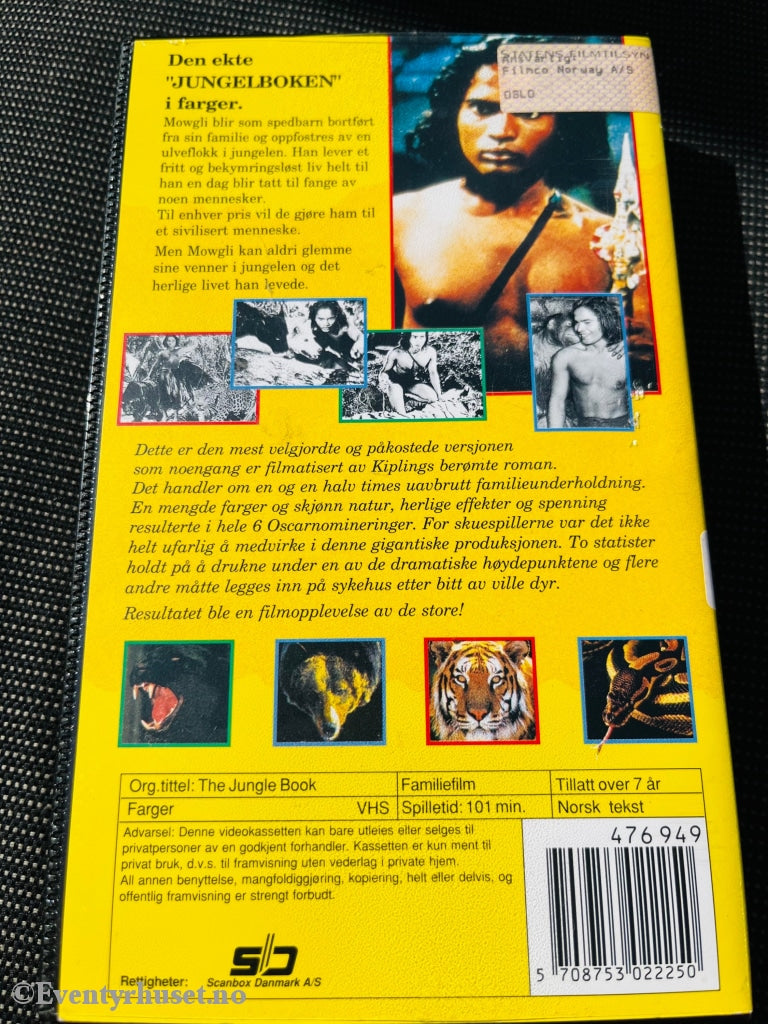 Den ekte
"JUNGELBOKEN"
i farger.
Mowgli blir som spedbarn bortført
fra sin familie og oppfostres av en
ulveflokk i jungelen. Han lever et
fritt og bekymringsløst liv helt til
han en dag blir tatt til fange av
noen mennesker.
Til enhver pris vil de gjøre ham til
et sivilisert menneske.
Men Mowgli kan aldri glemme
sine venner i jungelen og det
herlige livet han levede.
STATENS FILMTILSYN
Ansvarlig:
Filmco Norway A/S
OSLO
Dette er den mest velgjordte og påkostede versjonen
som noengang er filmatisert av Kiplings berømte roman.
Det handler om en og en halv times uavbrutt familieunderholdning.
En mengde farger og skjønn natur, herlige effekter og spenning
resulterte i hele 6 Oscarnomineringer. For skuespillerne var det ikke
helt ufarlig å medvirke i denne gigantiske produksjonen. To statister
holdt på å drukne under en av de dramatiske høydepunktene og flere
andre måtte legges inn på sykehus etter bitt av ville dyr.
Resultatet ble en filmopplevelse av de store!
Org.tittel: The Jungle Book
Familiefilm
Tillatt over 7 år
Farger VHS
Spilletid: 101 min.
Norsk tekst
Advarsel: Denne videokassetten kan bare utleies eller selges til
privatpersoner av en godkjent forhandler. Kassetten er kun ment til
privat bruk, d.v.s. til framvisning uten vederlag i private hjem.
All annen benyttelse, mangfoldiggjøring, kopiering, helt eller delvis, og
offentlig framvisning er strengt forbudt.
476949
5 708753 022250
Rettigheter: Scanbox Danmark A/S
©Eventyrhuset.no